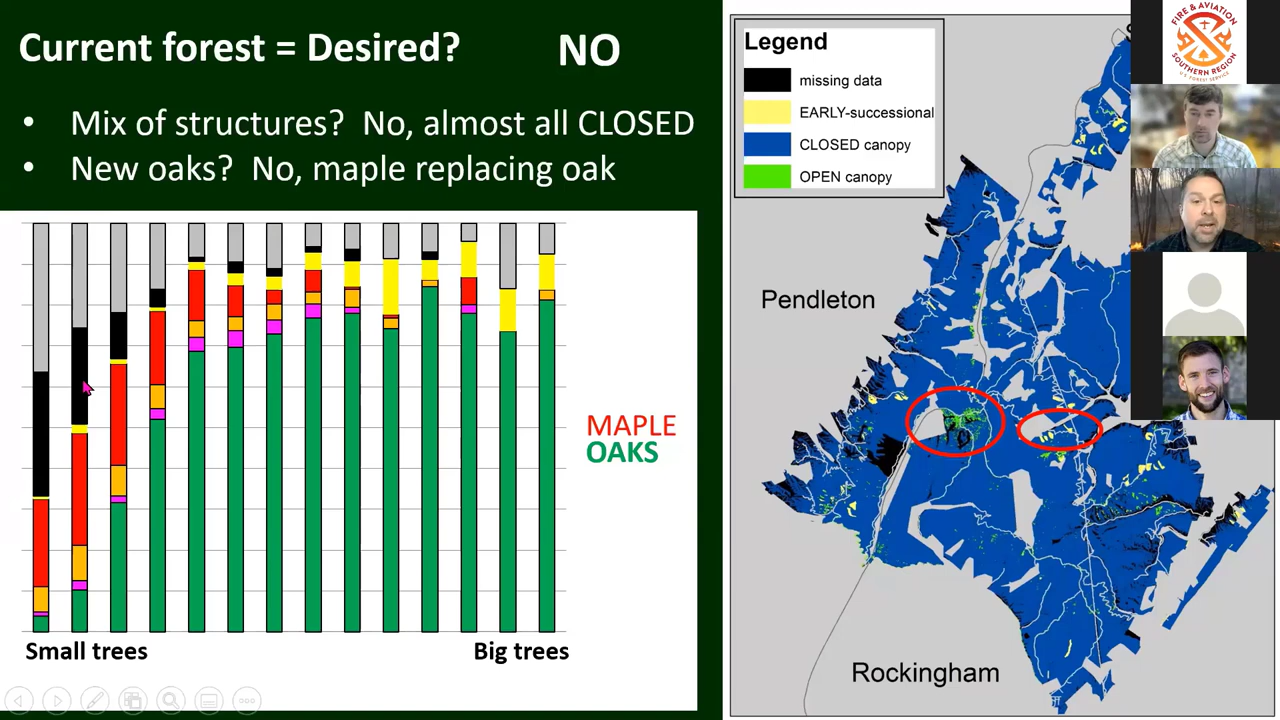 Current forest = Desired? NO
• Mix of structures? No, almost all CLOSED
• New oaks? No, maple replacing oak
MAPLE
OAKS
Small trees
Big trees
Legend
missing data
EARLY-successional
CLOSED canopy
OPEN canopy
Pendleton
Rockingham
FIRE & AVIATION
SOUTHERN REGION
U.S. FOREST SERVICE